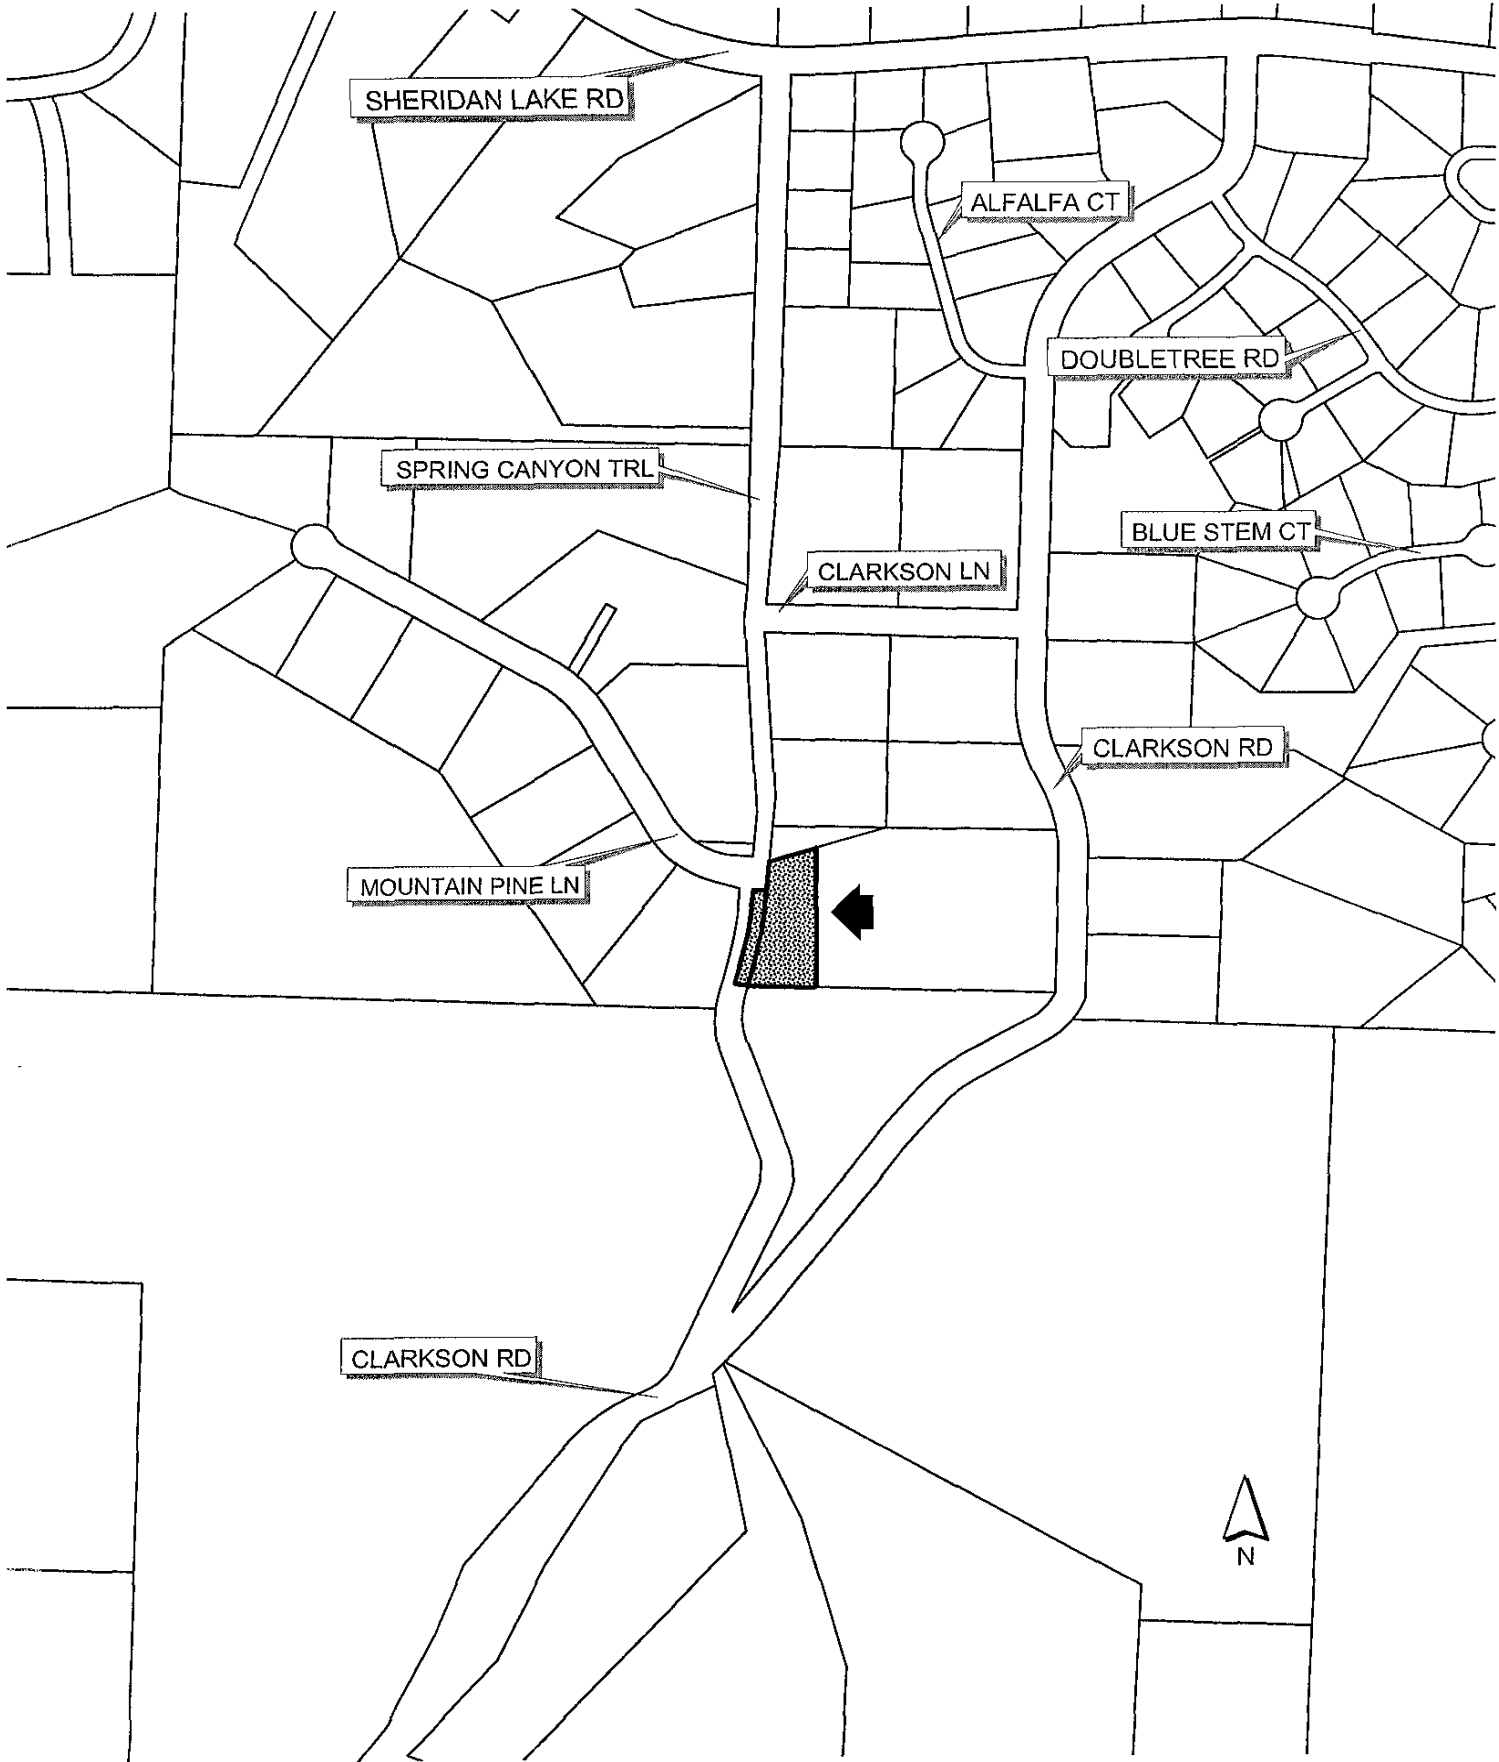 SHERIDAN LAKE RD
ALFALFA CT
DOUBLETREE RD
SPRING CANYON TRL
BLUE STEM CT
CLARKSON LN
CLARKSON RD
MOUNTAIN PINE LN
CLARKSON RD
N